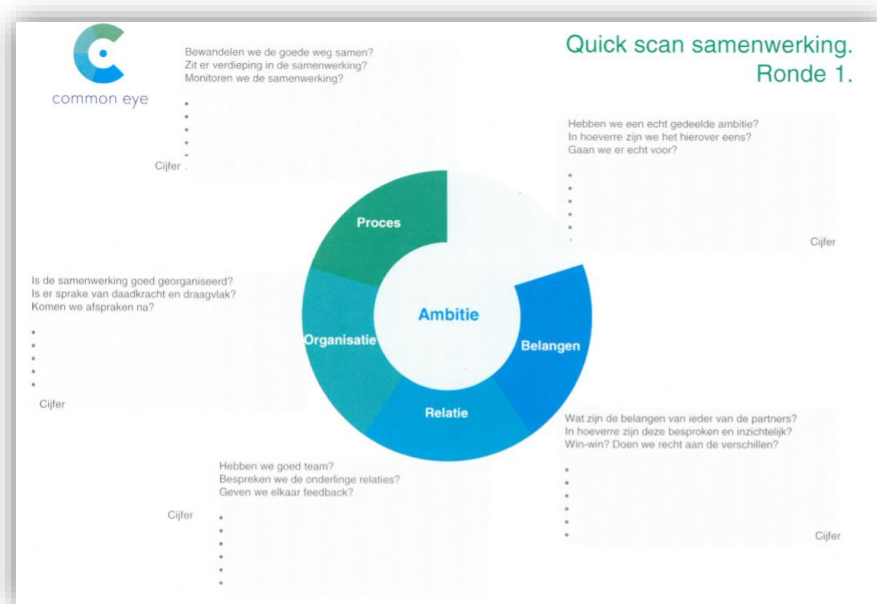 common eye
Quick scan samenwerking.
Ronde 1.
Bewandelen we de goede weg samen?
Zit er verdieping in de samenwerking?
Monitoren we de samenwerking?
Cijfer
Hebben we een echt gedeelde ambitie?
In hoeverre zijn we het hierover eens?
Gaan we er echt voor?
Cijfer
Proces
Is de samenwerking goed georganiseerd?
Is er sprake van daadkracht en draagvlak?
Komen we afspraken na?
Cijfer
Organisatie
Ambitie
Belangen
Relatie
Wat zijn de belangen van ieder van de partners?
In hoeverre zijn deze besproken en inzichtelijk?
Win-win? Doen we recht aan de verschillen?
Cijfer
Hebben we goed team?
Bespreken we de onderlinge relaties?
Geven we elkaar feedback?
Cijfer